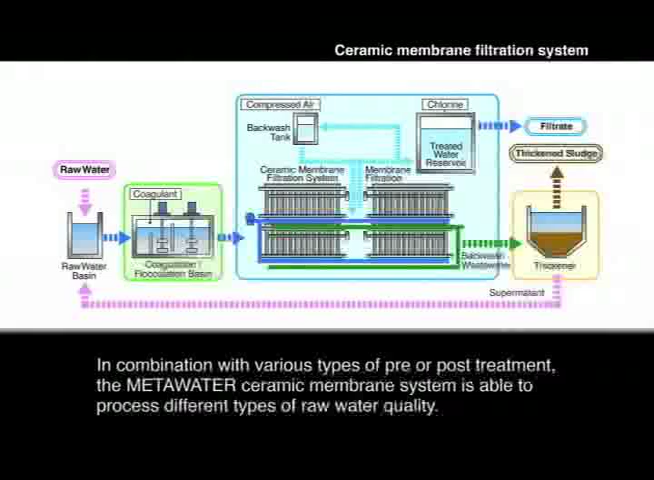 Ceramic membrane filtration system
Compressed Air
Chlorine
Backwash
Tank
Filtrate
Treated
Water
Reservoir
Thickened Sludge
Raw Water
Ceramic Membrane
Filtration System
Membrane
Filtration
Coagulant
Raw Water
Basin
Coagulation /
Flocculation Basin
Backwash
Wastewater
Thickener
Supernatant
In combination with various types of pre or post treatment,
the METAWATER ceramic membrane system is able to
process different types of raw water quality.